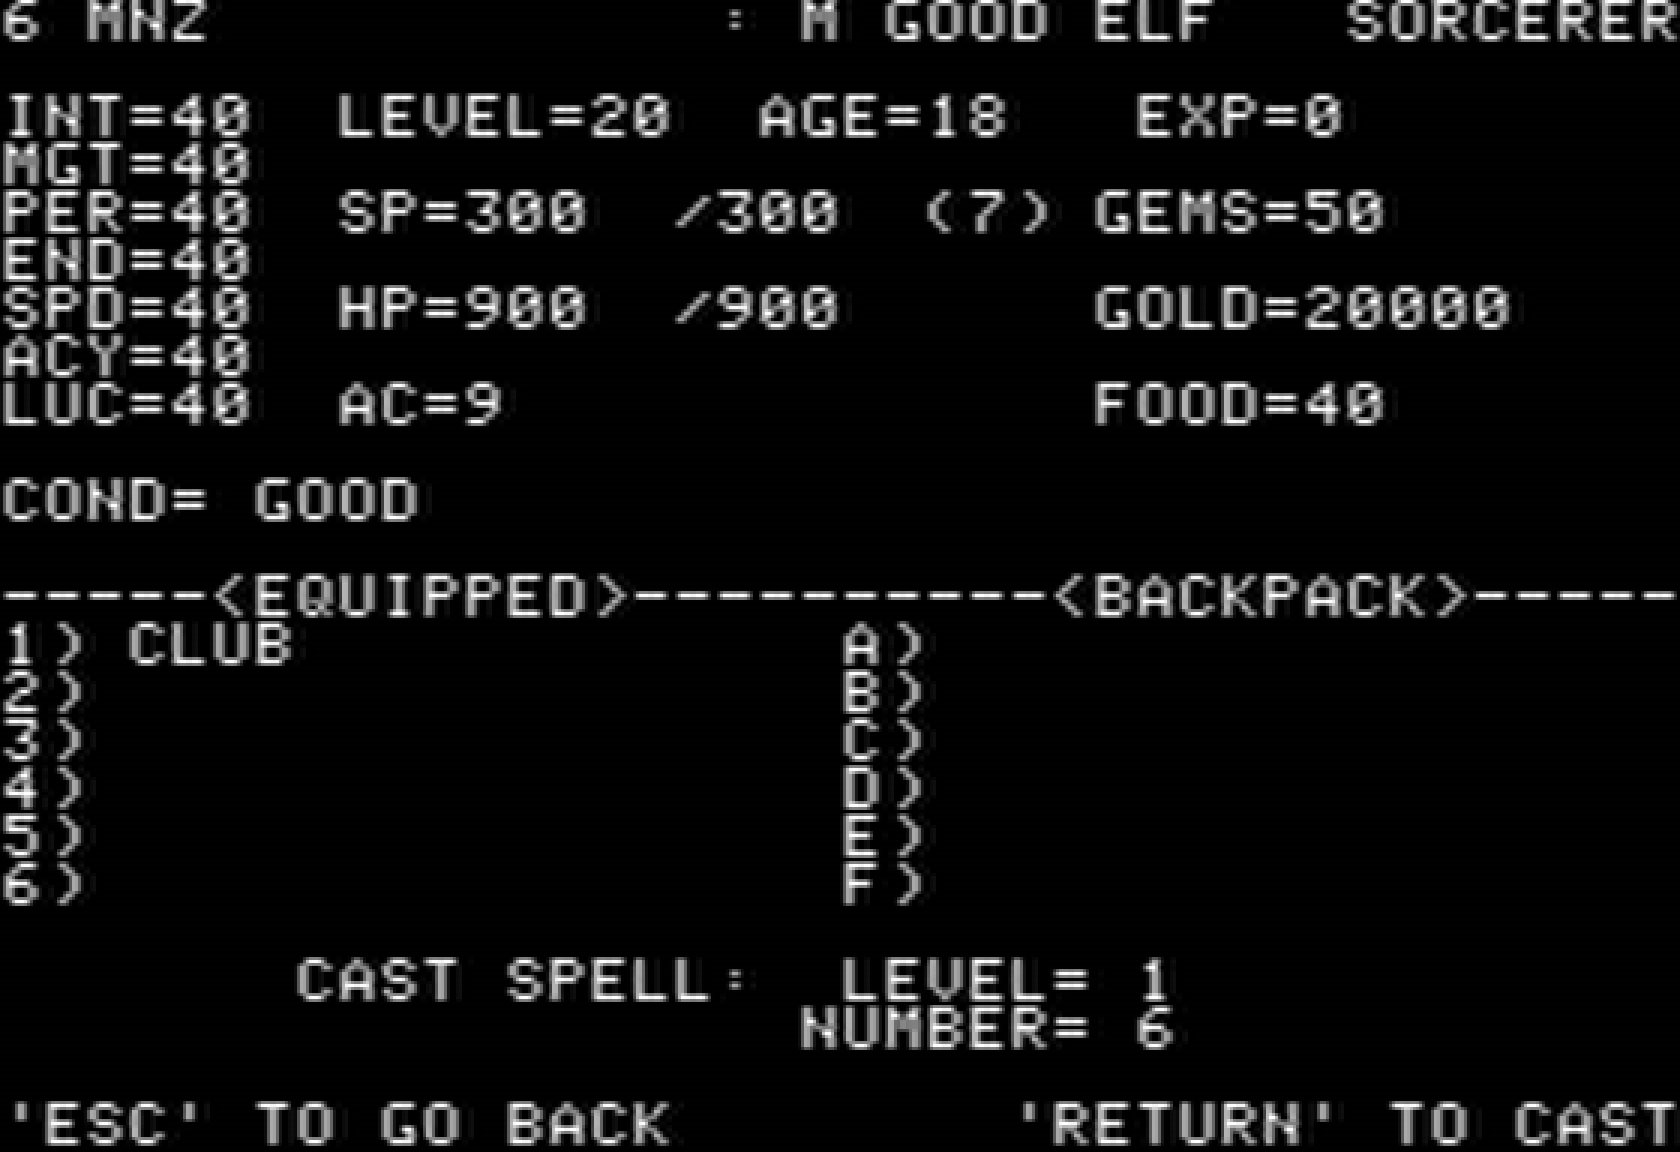 6 MNZ : M GOOD ELF SORCERER
INT=40 LEVEL=20 AGE=18 EXP=0
MGT=40
PER=40 SP=300 /300 (7) GEMS=50
END=40
SPD=40 HP=900 /900 GOLD=20000
ACY=40
LUC=40 AC=9 FOOD=40
COND= GOOD
-----<EQUIPPED>----------<BACKPACK>-----
1) CLUB A)
2) B)
3) C)
4) D)
5) E)
6) F)
CAST SPELL: LEVEL= 1
NUMBER= 6
'ESC' TO GO BACK 'RETURN' TO CAST